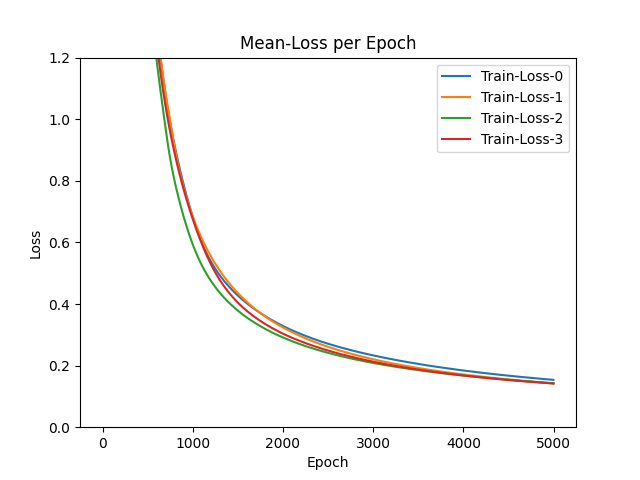 Mean-Loss per Epoch
1.2
1.0
0.8
0.6
0.4
0.2
0.0
Loss
Train-Loss-0
Train-Loss-1
Train-Loss-2
Train-Loss-3
0 1000 2000 3000 4000 5000
Epoch